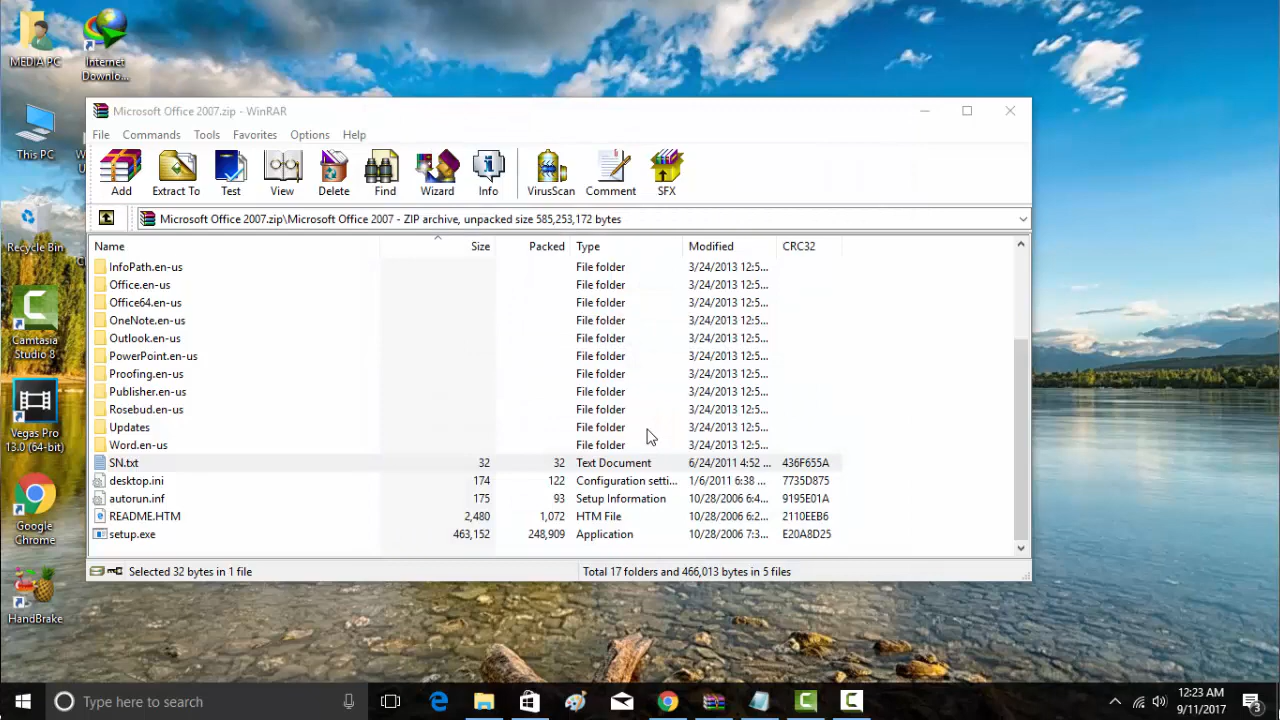 MEDIA PC
Internet
Downlo...
This PC
Recycle Bin
Camtasia
Studio 8
Vegas Pro
13.0 (64-bit)
Google
Chrome
HandBrake
Microsoft Office 2007.zip - WinRAR
File Commands Tools Favorites Options Help
Add Extract To Test View Delete Find Wizard Info VirusScan Comment SFX
Microsoft Office 2007.zip\Microsoft Office 2007 - ZIP archive, unpacked size 585,253,172 bytes
Name Size Packed Type Modified CRC32
InfoPath.en-us File folder 3/24/2013 12:5...
Office.en-us File folder 3/24/2013 12:5...
Office64.en-us File folder 3/24/2013 12:5...
OneNote.en-us File folder 3/24/2013 12:5...
Outlook.en-us File folder 3/24/2013 12:5...
PowerPoint.en-us File folder 3/24/2013 12:5...
Proofing.en-us File folder 3/24/2013 12:5...
Publisher.en-us File folder 3/24/2013 12:5...
Rosebud.en-us File folder 3/24/2013 12:5...
Updates File folder 3/24/2013 12:5...
Word.en-us File folder 3/24/2013 12:5...
SN.txt 32 32 Text Document 6/24/2011 4:52 ... 436F655A
desktop.ini 174 122 Configuration setti... 1/6/2011 6:38 ... 7735D875
autorun.inf 175 93 Setup Information 10/28/2006 6:4... 9195E01A
README.HTM 2,480 1,072 HTM File 10/28/2006 6:2... 2110EEB6
setup.exe 463,152 248,909 Application 10/28/2006 7:3... E20A8D25
Selected 32 bytes in 1 file Total 17 folders and 466,013 bytes in 5 files
Type here to search
12:23 AM
9/11/2017
3